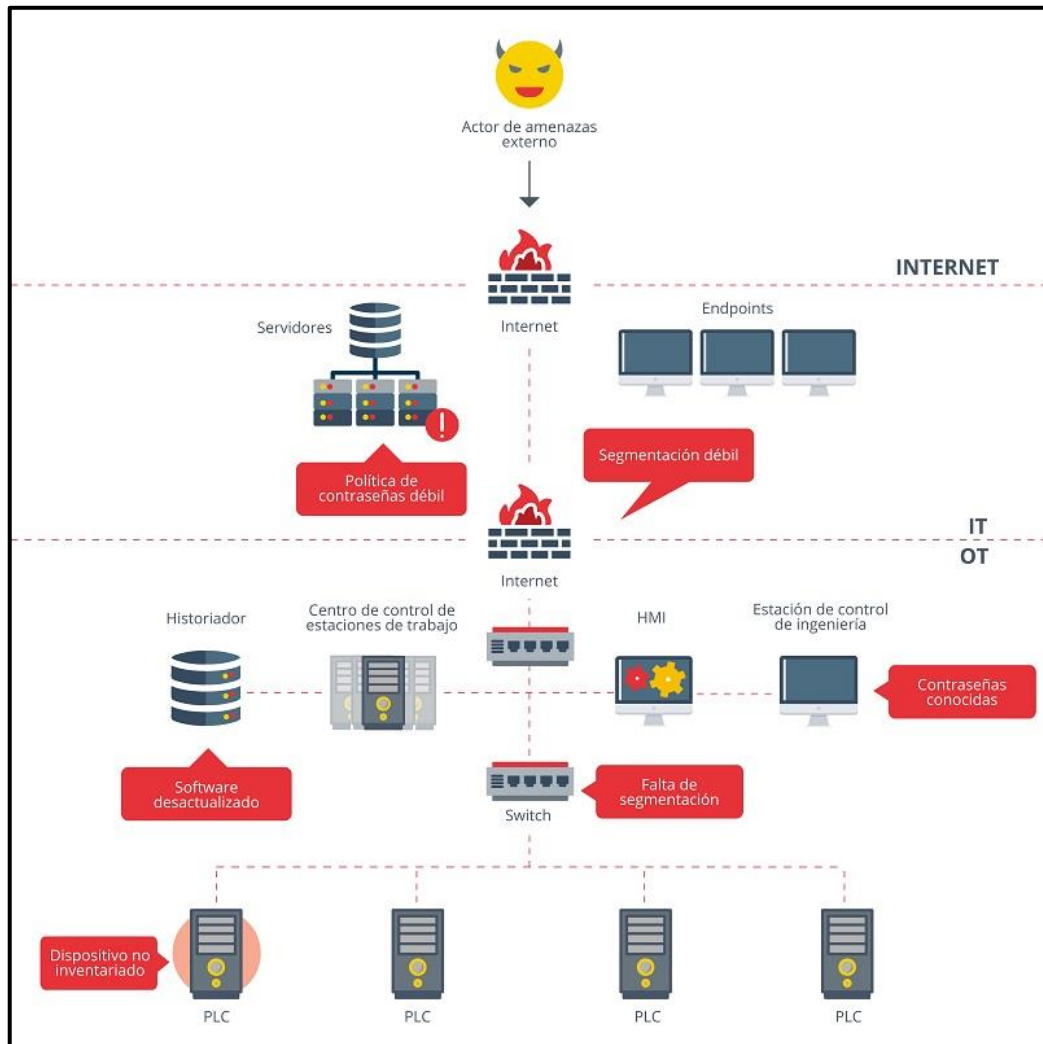 Actor de amenazas
externo
INTERNET
Internet
Servidores
Endpoints
Política de
contraseñas débil
Segmentación débil
IT
OT
Internet
Historiador
Centro de control de
estaciones de trabajo
HMI
Estación de control
de ingeniería
Contraseñas
conocidas
Software
desactualizado
Falta de
segmentación
Switch
Dispositivo no
inventariado
PLC
PLC
PLC
PLC